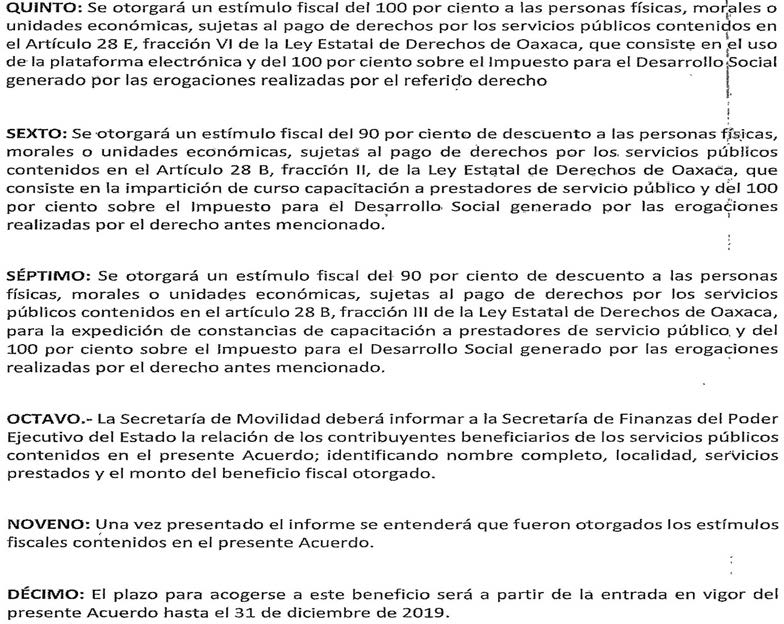 QUINTO: Se otorgará un estímulo fiscal del 100 por ciento a las personas físicas, morales o
unidades económicas, sujetas al pago de derechos por los servicios públicos contenidos en
el Artículo 28 E, fracción VI de la Ley Estatal de Derechos de Oaxaca, que consiste en el uso
de la plataforma electrónica y del 100 por ciento sobre el Impuesto para el Desarrollo Social
generado por las erogaciones realizadas por el referido derecho
SEXTO: Se otorgará un estímulo fiscal del 90 por ciento de descuento a las personas físicas,
morales o unidades económicas, sujetas al pago de derechos por los servicios públicos
contenidos en el Artículo 28 B, fracción II, de la Ley Estatal de Derechos de Oaxaca, que
consiste en la impartición de curso capacitación a prestadores de servicio público y del 100
por ciento sobre el Impuesto para el Desarrollo Social generado por las erogaciones
realizadas por el derecho antes mencionado.
SÉPTIMO: Se otorgará un estímulo fiscal del 90 por ciento de descuento a las personas
físicas, morales o unidades económicas, sujetas al pago de derechos por los servicios
públicos contenidos en el artículo 28 B, fracción III de la Ley Estatal de Derechos de Oaxaca,
para la expedición de constancias de capacitación a prestadores de servicio público y del
100 por ciento sobre el Impuesto para el Desarrollo Social generado por las erogaciones
realizadas por el derecho antes mencionado.
OCTAVO.- La Secretaría de Movilidad deberá informar a la Secretaría de Finanzas del Poder
Ejecutivo del Estado la relación de los contribuyentes beneficiarios de los servicios públicos
contenidos en el presente Acuerdo; identificando nombre completo, localidad, servicios
prestados y el monto del beneficio fiscal otorgado.
NOVENO: Una vez presentado el informe se entenderá que fueron otorgados los estímulos
fiscales contenidos en el presente Acuerdo.
DÉCIMO: El plazo para acogerse a este beneficio será a partir de la entrada en vigor del
presente Acuerdo hasta el 31 de diciembre de 2019.